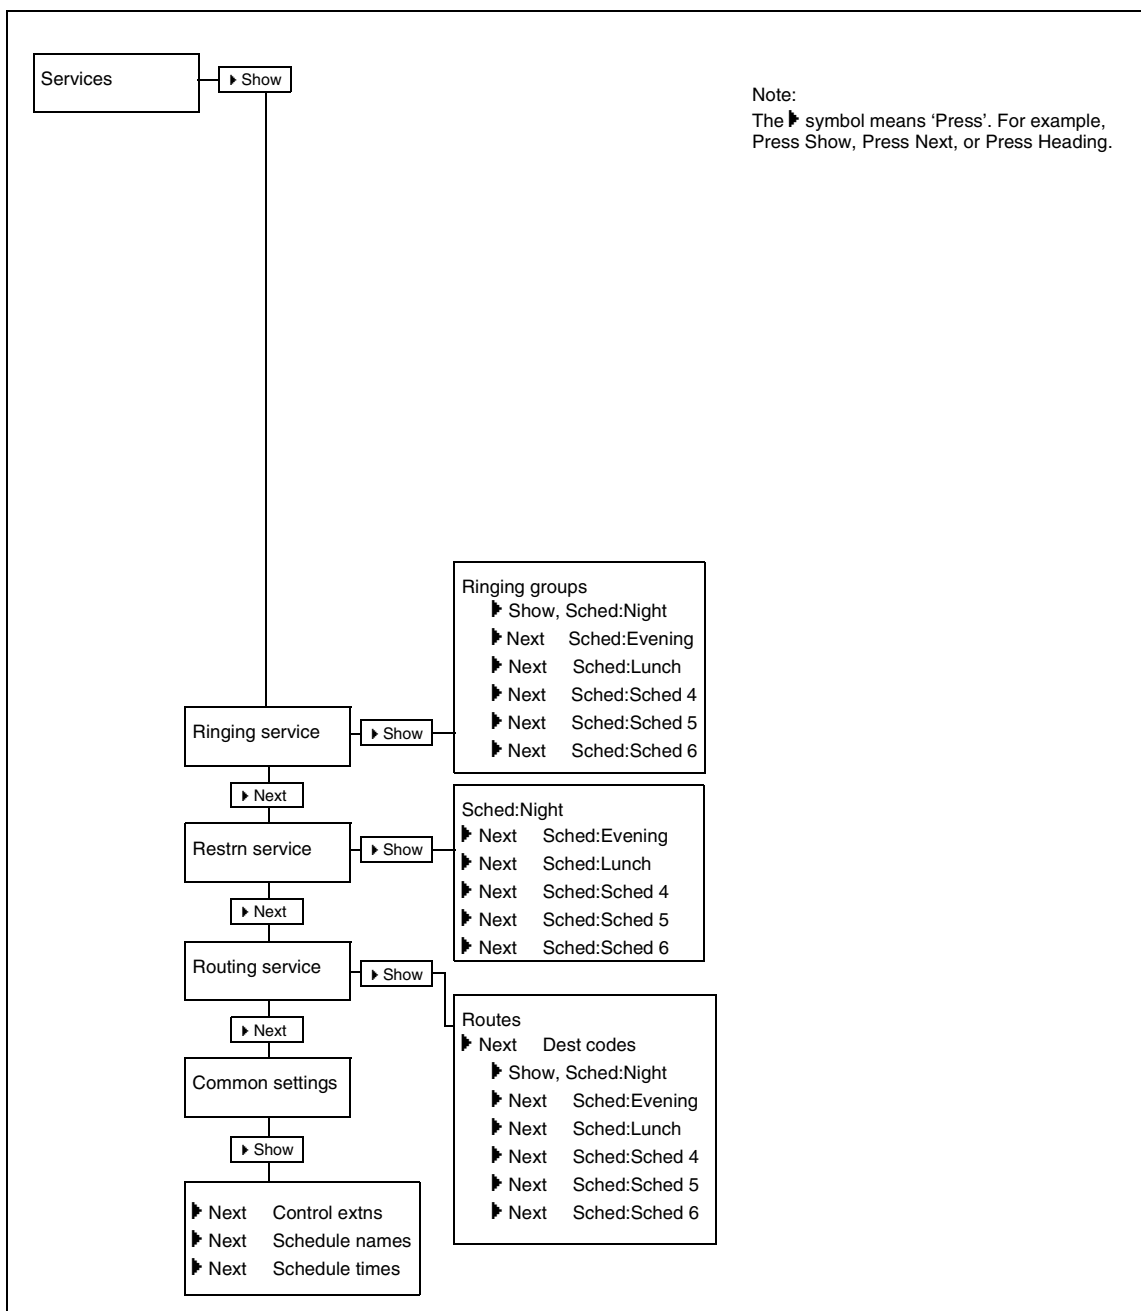 Services
▶ Show
Note:
The ▶ symbol means ‘Press’. For example,
Press Show, Press Next, or Press Heading.
Ringing groups
▶ Show, Sched:Night
▶ Next Sched:Evening
▶ Next Sched:Lunch
▶ Next Sched:Sched 4
▶ Next Sched:Sched 5
▶ Next Sched:Sched 6
Ringing service
▶ Show
▶ Next
Sched:Night
▶ Next Sched:Evening
▶ Next Sched:Lunch
▶ Next Sched:Sched 4
▶ Next Sched:Sched 5
▶ Next Sched:Sched 6
Restrn service
▶ Show
▶ Next
Routing service
▶ Show
▶ Next
Routes
▶ Next Dest codes
▶ Show, Sched:Night
▶ Next Sched:Evening
▶ Next Sched:Lunch
▶ Next Sched:Sched 4
▶ Next Sched:Sched 5
▶ Next Sched:Sched 6
Common settings
▶ Show
▶ Next Control extns
▶ Next Schedule names
▶ Next Schedule times